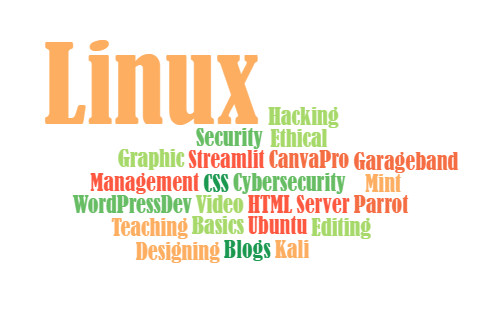 Linux
Hacking
Security Ethical
Graphic Streamlit CanvaPro Garageband
Management CSS Cybersecurity Mint
WordPressDev Video HTML Server Parrot
Teaching Basics Ubuntu Editing
Designing Blogs Kali